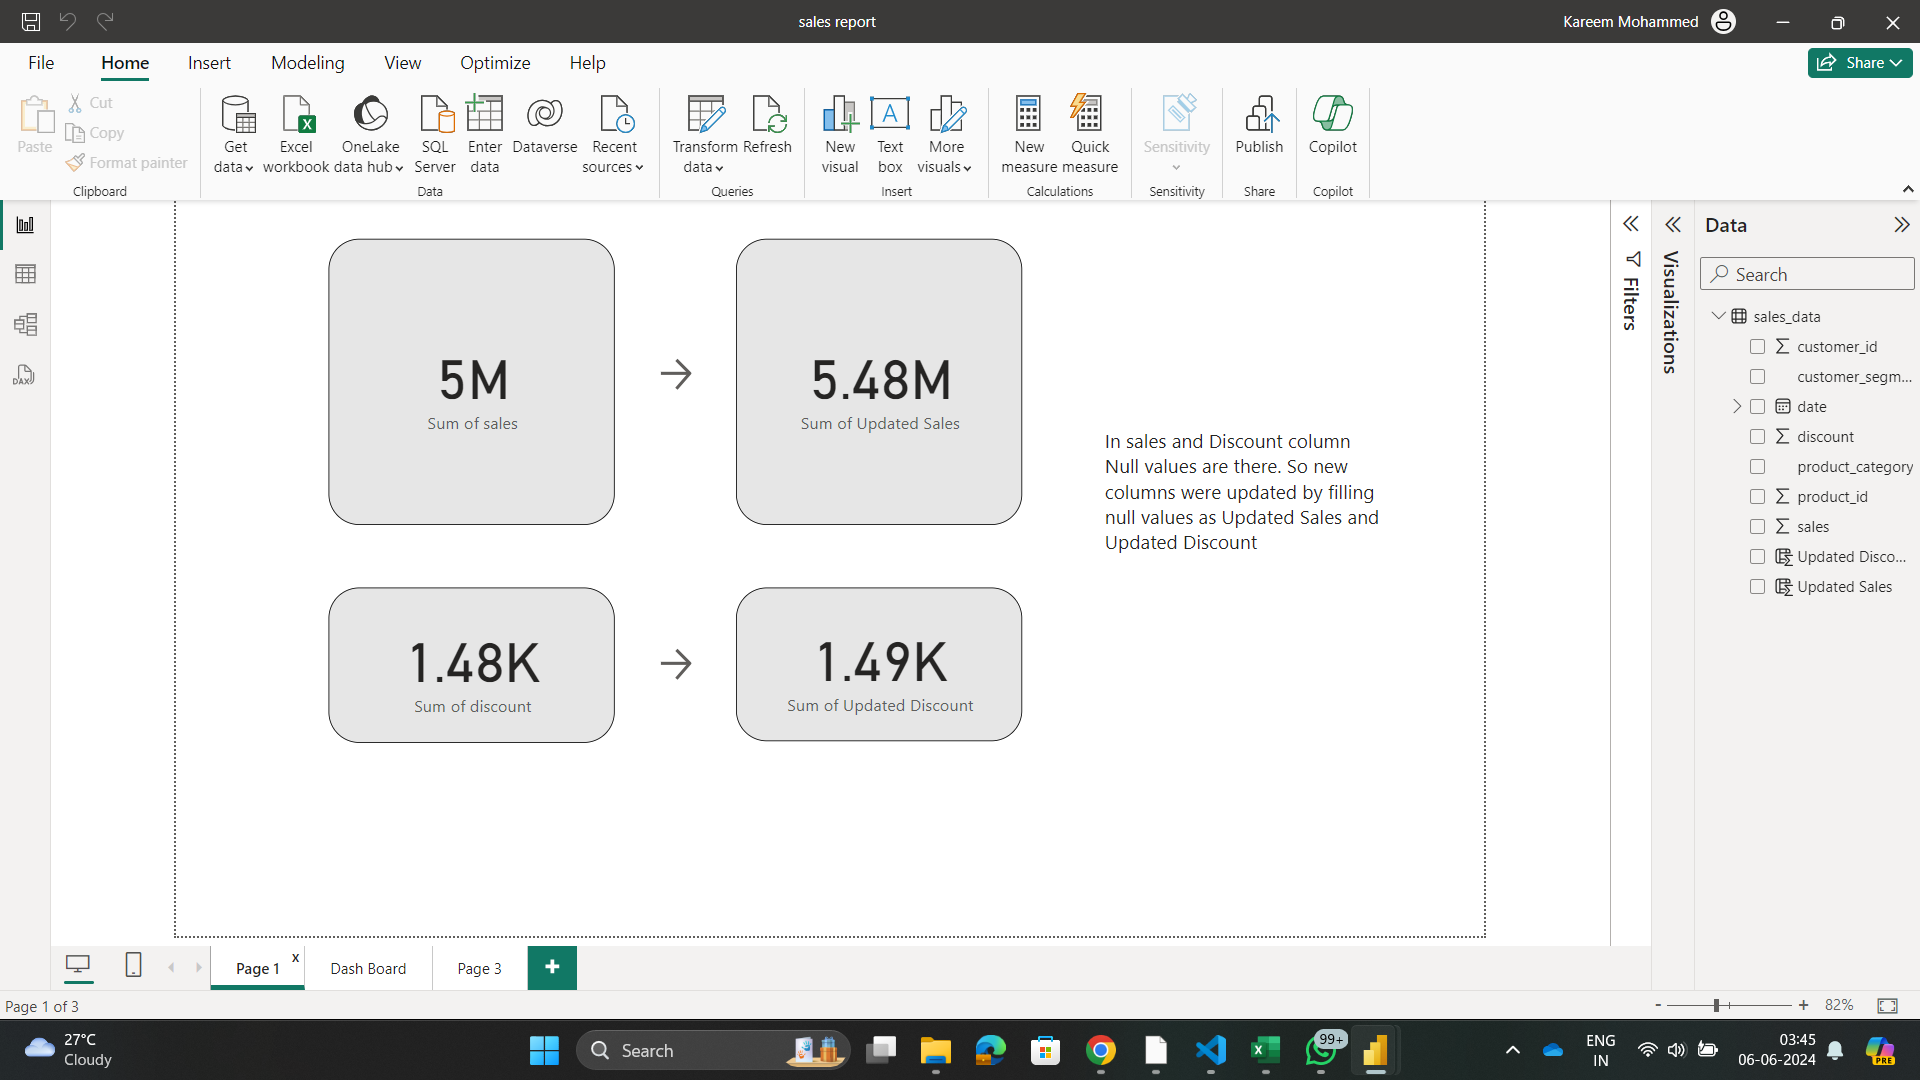 sales report
Kareem Mohammed
File
Home
Insert
Modeling
View
Optimize
Help
Share
Paste
Cut
Copy
Format painter
Clipboard
Get
data
Excel
workbook
OneLake
data hub
SQL
Server
Enter
data
Dataverse
Recent
sources
Data
Transform
data
Refresh
Queries
New
visual
Text
box
More
visuals
Insert
New
measure
Quick
measure
Calculations
Sensitivity
Sensitivity
Publish
Share
Copilot
Copilot
DAX
5M
Sum of sales
5.48M
Sum of Updated Sales
In sales and Discount column
Null values are there. So new
columns were updated by filling
null values as Updated Sales and
Updated Discount
1.48K
Sum of discount
1.49K
Sum of Updated Discount
Filters
Visualizations
Data
Search
sales_data
customer_id
customer_segm...
date
discount
product_category
product_id
sales
Updated Disco...
Updated Sales
Page 1
x
Dash Board
Page 3
+
Page 1 of 3
- + 82%
27°C
Cloudy
Search
99+
ENG
IN
03:45
06-06-2024
PRE